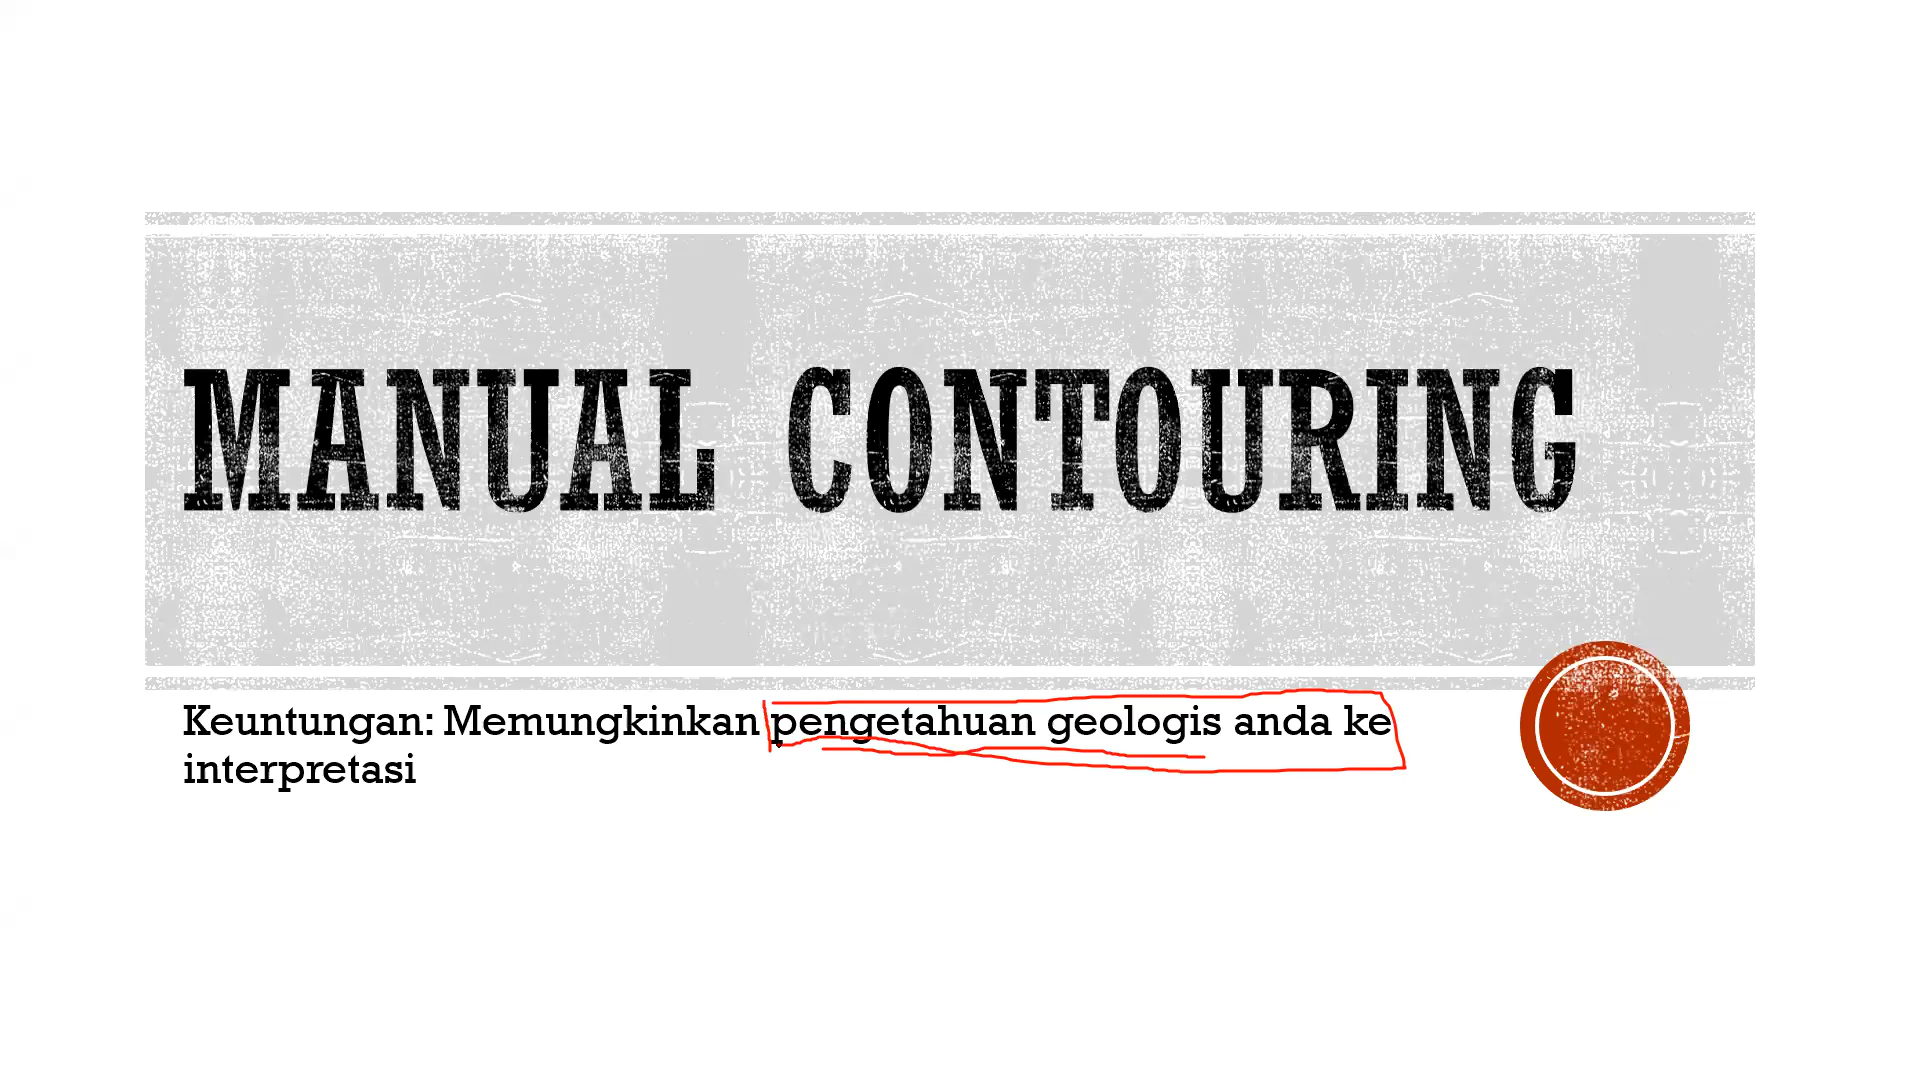 MANUAL CONTOURING
Keuntungan: Memungkinkan pengetahuan geologis anda ke
interpretasi